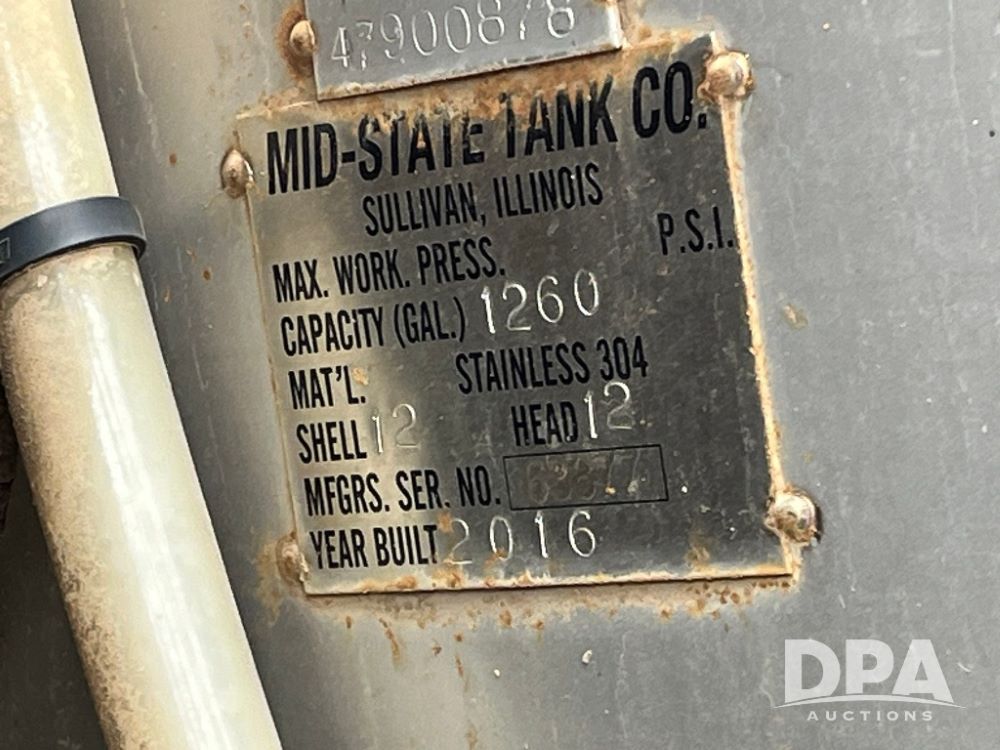 47900878
MID-STATE TANK CO.
SULLIVAN, ILLINOIS
MAX. WORK. PRESS. P.S.I.
CAPACITY (GAL.) 1260
MAT'L. STAINLESS 304
SHELL 12 HEAD 12
MFGRS. SER. NO.
YEAR BUILT 2016
DPA
AUCTIONS